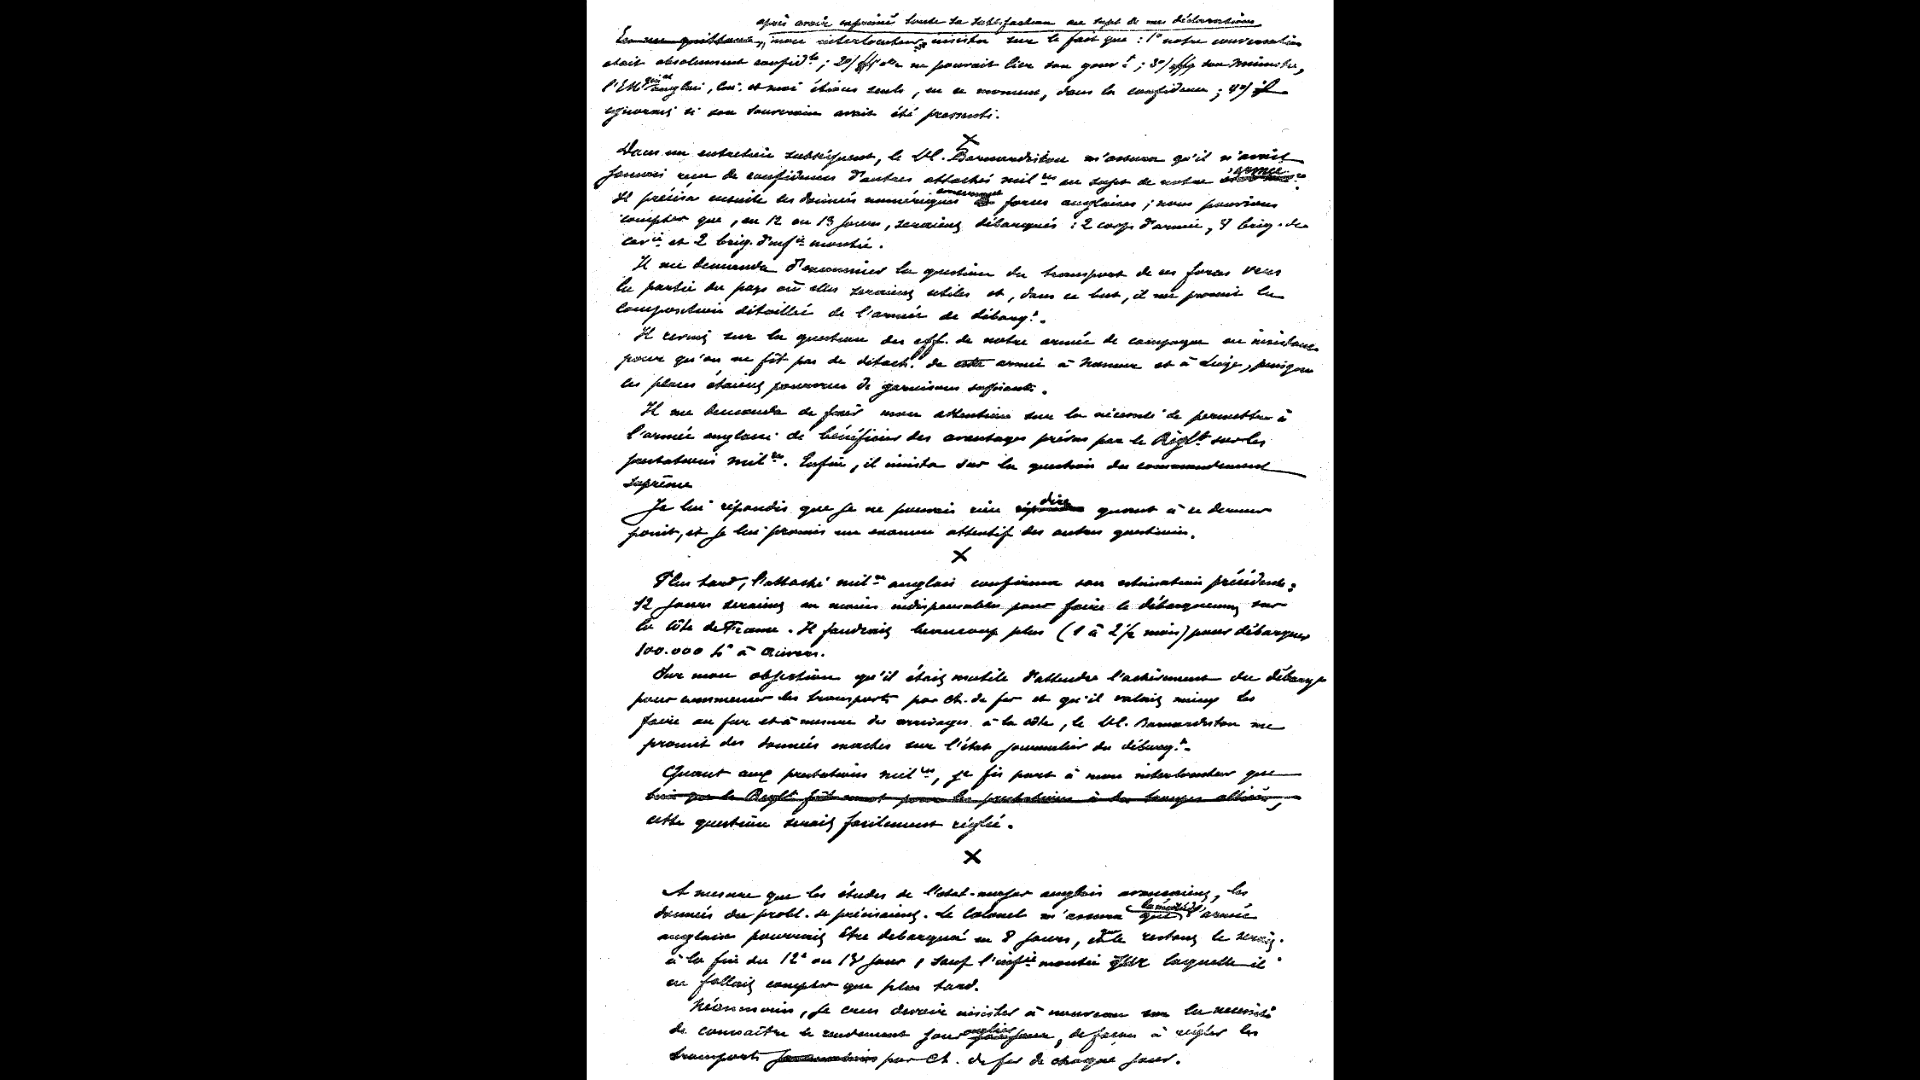 après avoir exprimé toute sa satisfaction au sujet de mes déclarations
En me quittant, mon interlocuteur insista sur le fait que : 1° notre conversation
était absolument confid.le ; 2°/ elle ne pouvait lier son gouv.t ; 3°/ son Ministre,
l'Et. M. g.al anglais, lui et moi étions seuls, en ce moment, dans la confidence ; 4°/ il
ignorait si son Souverain avait été pressenti.
X
Dans un entretien subséquent, le Lt. Cl. Barnardiston m'assura qu'il n'avait
jamais reçu de confidences d'autres attachés mil.res au sujet de notre armée.
Il précisa ensuite les données numériques concernant les forces anglaises ; nous pouvions
compter que, en 12 ou 13 jours, seraient débarqués : 2 corps d'armée, 4 brig. de
cav.ie et 2 brig. d'inf.ie montée.
Il me demanda d'examiner la question du transport de ces forces vers
la partie du pays où elles seraient utiles et, dans ce but, il me promit la
composition détaillée de l'armée de débarq.t.
Il revint sur la question des eff. de notre armée de campagne en insistant
pour qu'on ne fît pas de détach.t de cette armée à Namur et à Liège, puisque
ces places étaient pourvues de garnisons suffisantes.
Il me demanda de fixer mon attention sur la nécessité de permettre à
l'armée anglaise de bénéficier des avantages prévus par le Règl.t sur les
prestations mil.res. Enfin, il insista sur la question du commandement
suprême
Je lui répondis que je ne pouvais rien dire quant à ce dernier
point, et je lui promis un examen attentif des autres questions.
X
Plus tard, l'attaché mil.re anglais confirma son estimation précédente :
12 jours seraient au moins indispensables pour faire le débarquement sur
la côte de France. Il faudrait beaucoup plus (1 à 2 1/2 mois) pour débarquer
100.000 h.s à Anvers.
Sur mon objection qu'il était inutile d'attendre l'achèvement du débarq.t
pour commencer les transports par ch. de fer et qu'il valait mieux les
faire au fur et à mesure des arrivages à la côte, le Lt. Cl. Barnardiston me
promit des données exactes sur l'état journalier du débarq.t.
Quant aux prestations mil.res, je fis part à mon interlocuteur que
cette question serait facilement réglée.
X
A mesure que les études de l'état-major anglais avançaient, les
données du probl. se précisaient. Le Colonel m'assura que la moitié de l'armée
anglaise pourrait être débarquée en 8 jours, et que le restant le serait
à la fin du 12e ou 13e jour, sauf l'inf.ie montée sur laquelle il
ne fallait compter que plus tard.
Néanmoins, je crus devoir insister à nouveau sur la nécessité
de connaître le rendement journalier, de façon à régler les
transports par ch. de fer de chaque jour.